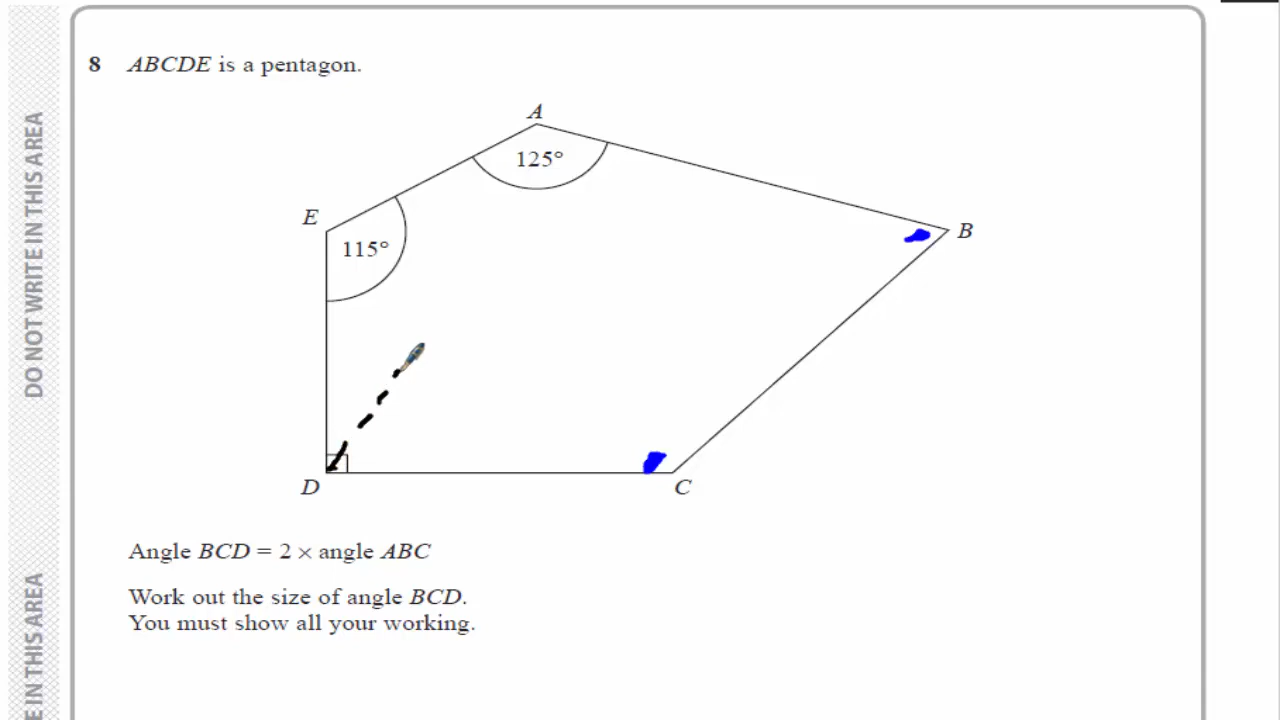 8 ABCDE is a pentagon.
A
125°
E
115°
B
D
C
Angle BCD = 2 × angle ABC
Work out the size of angle BCD.
You must show all your working.
DO NOT WRITE IN THIS AREA
E IN THIS AREA